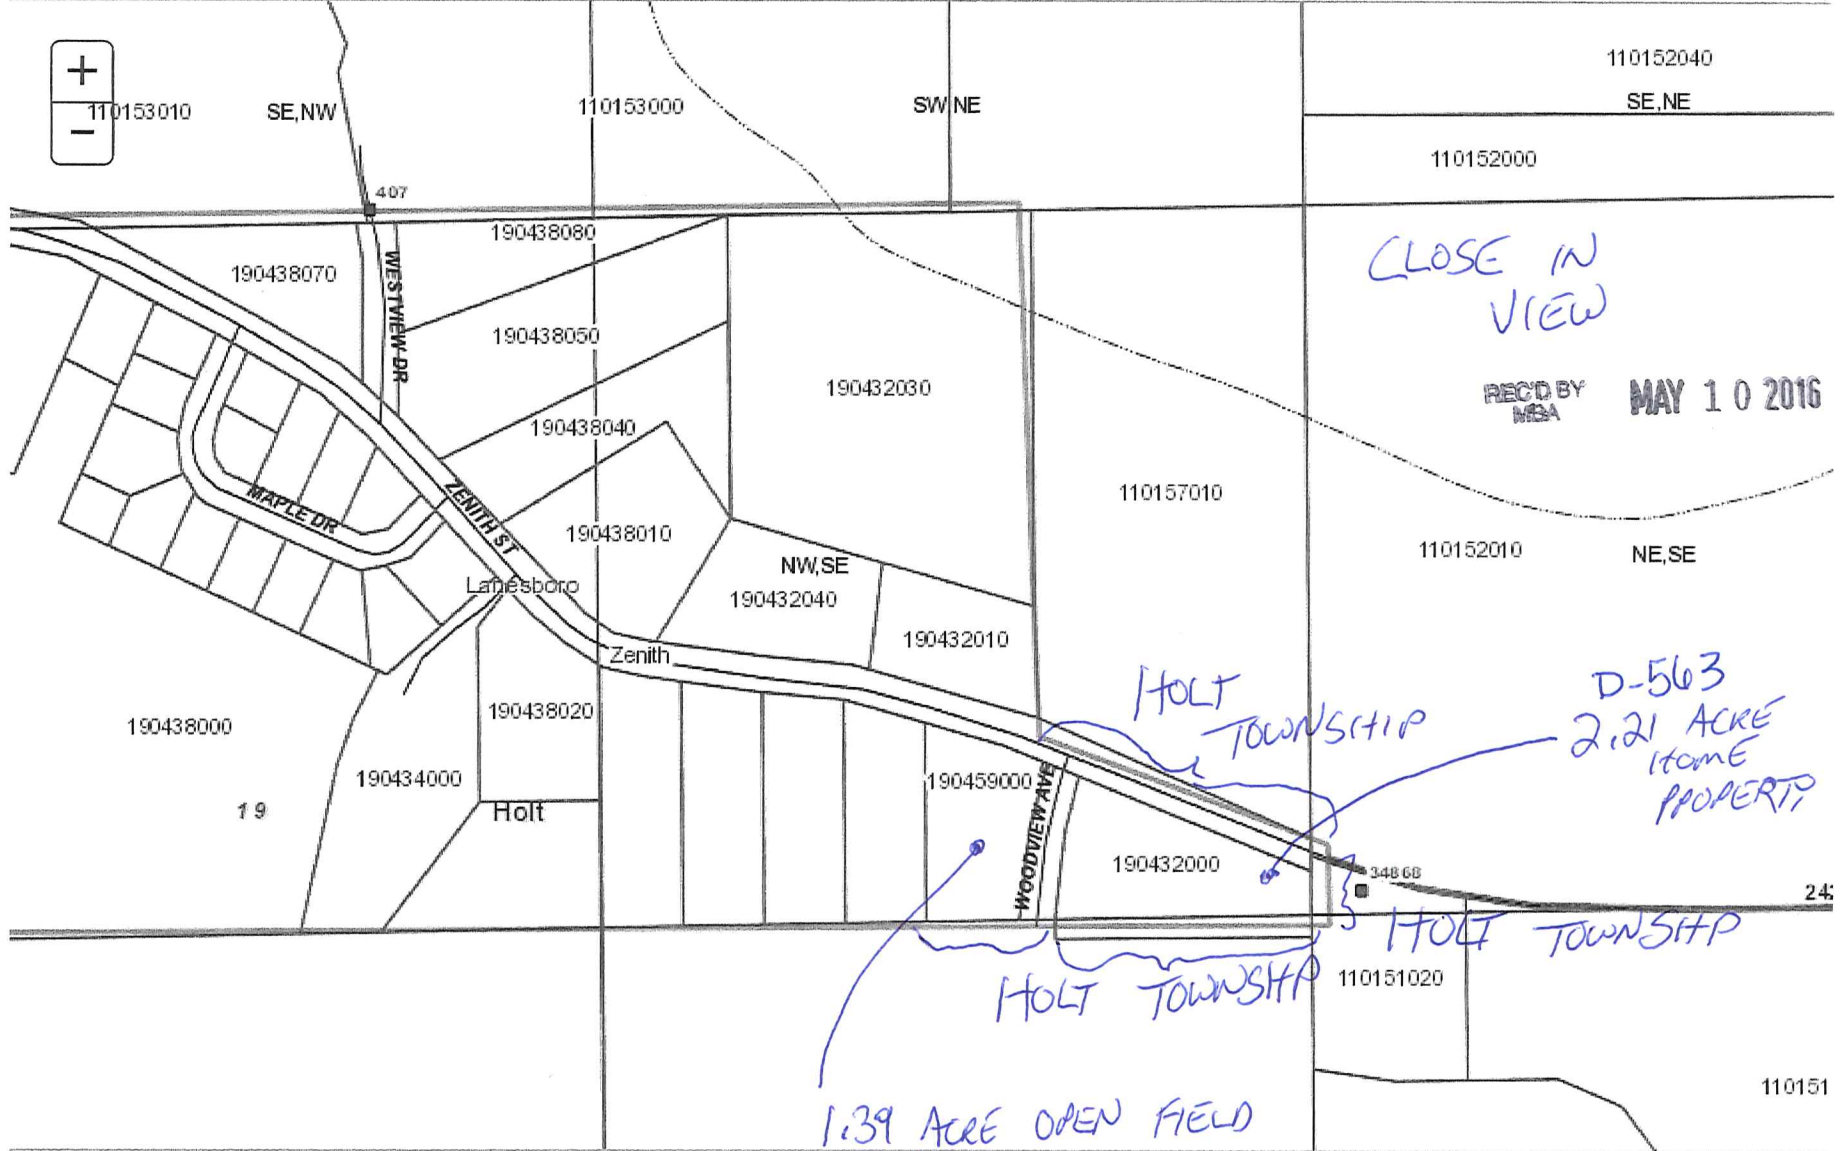 +
110152040
110153010
SE,NW
110153000
SW NE
SE,NE
−
110152000
407
190438080
190438070
WESTVIEW DR
CLOSE IN
VIEW
190438050
190432030
REC'D BY
MBA
MAY 10 2016
190438040
110157010
MAPLE DR
ZENITH ST
190438010
110152010
NE,SE
NW,SE
Lanesboro
190432040
190432010
Zenith
HOLT
TOWNSHIP
D-563
2.21 ACRE
HOME
PROPERTY
190438000
190438020
190434000
190459000
19
Holt
WOODVIEW AVE
190432000
34868
242
HOLT TOWNSHP
HOLT TOWNSHP
110151020
110151
1.39 ACRE OPEN FIELD